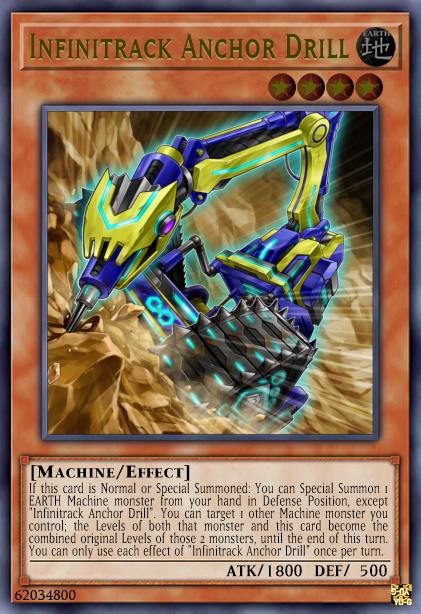 INFINITRACK ANCHOR DRILL
EARTH
地
[MACHINE/EFFECT]
If this card is Normal or Special Summoned: You can Special Summon 1
EARTH Machine monster from your hand in Defense Position, except
"Infinitrack Anchor Drill". You can target 1 other Machine monster you
control; the Levels of both that monster and this card become the
combined original Levels of those 2 monsters, until the end of this turn.
You can only use each effect of "Infinitrack Anchor Drill" once per turn.
ATK/1800 DEF/ 500
62034800